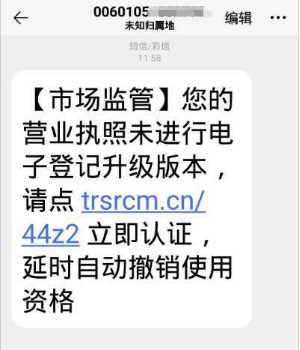 0060105
编辑
未知归属地
短信/彩信
11:58
【市场监管】您的
营业执照未进行电
子登记升级版本，
请点 trsrcm.cn/
44z2 立即认证，
延时自动撤销使用
资格